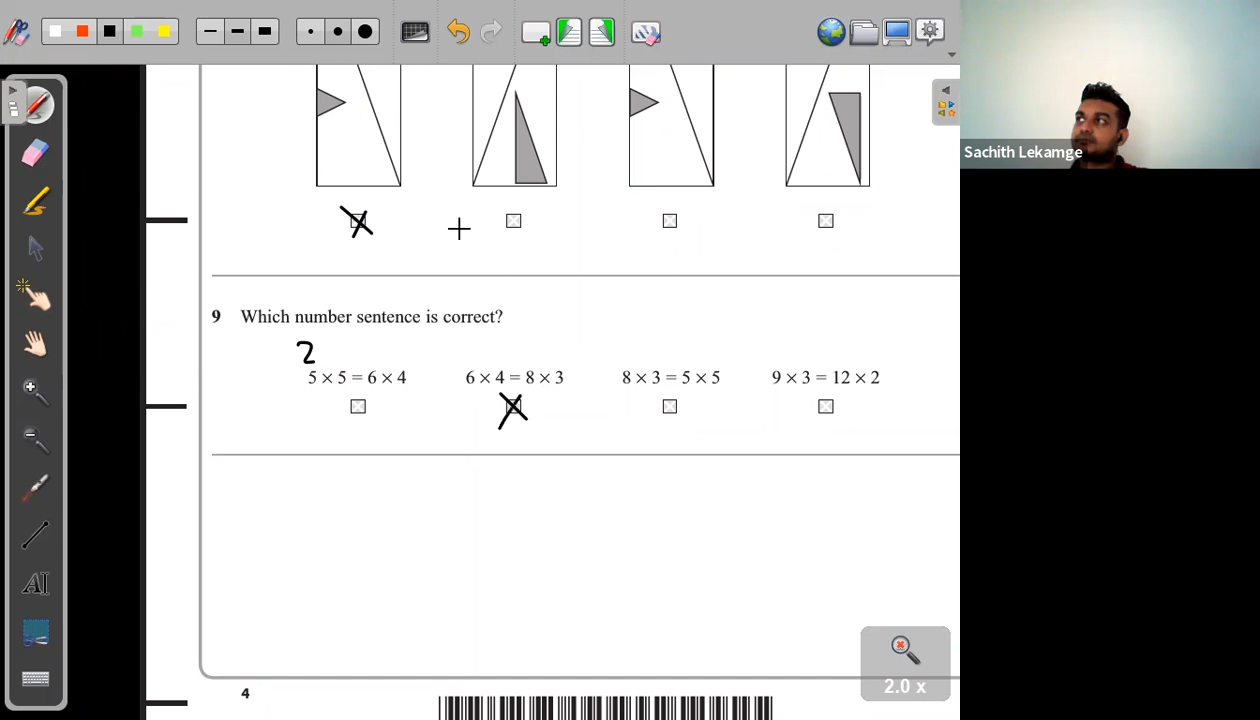 Sachith Lekamge
9 Which number sentence is correct?
2
5 × 5 = 6 × 4 6 × 4 = 8 × 3 8 × 3 = 5 × 5 9 × 3 = 12 × 2
4
2.0 x
AI